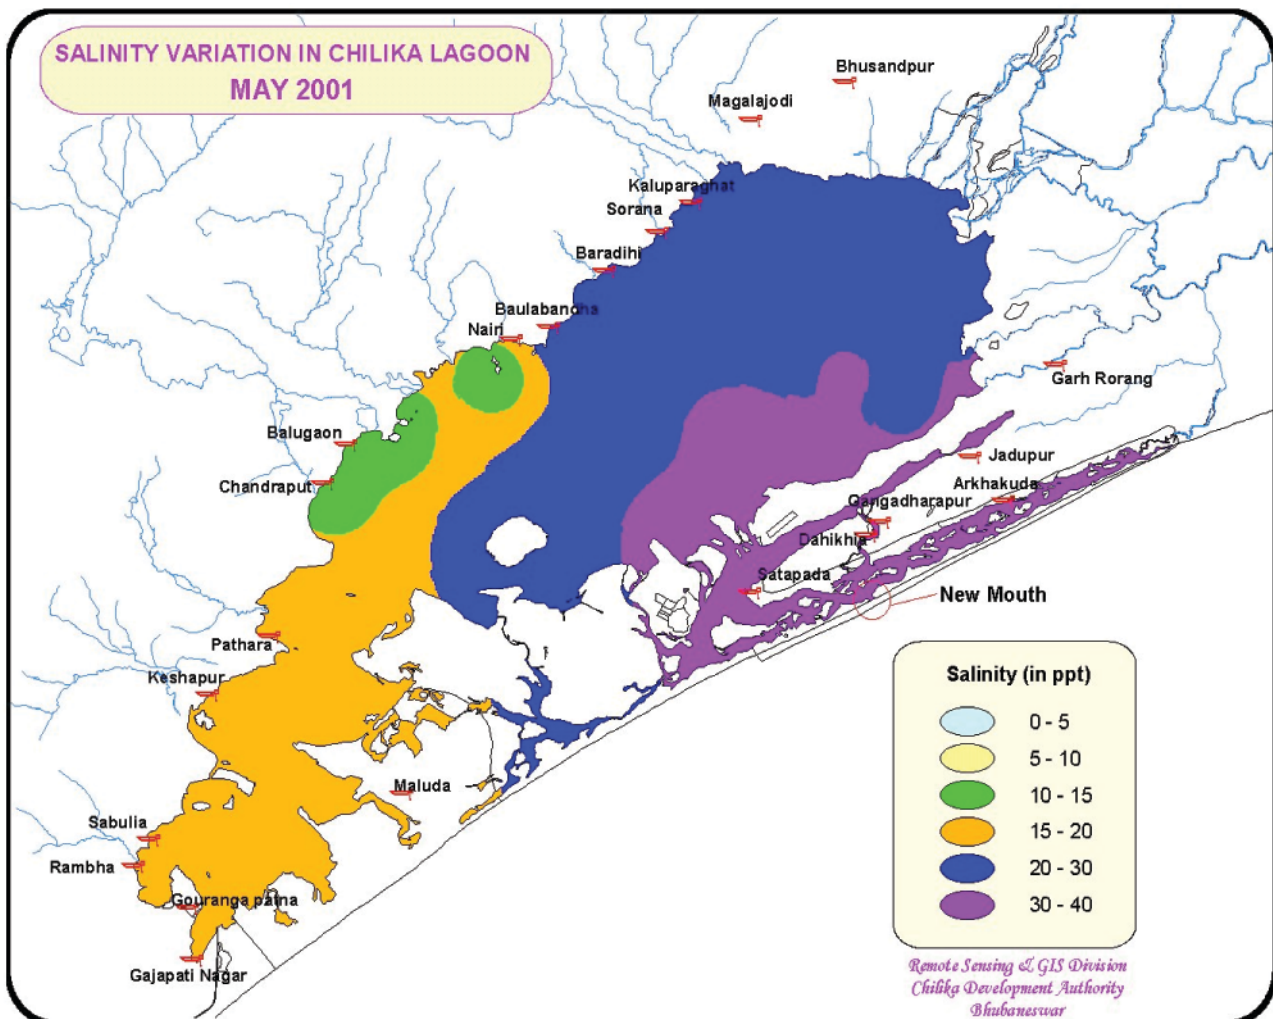 SALINITY VARIATION IN CHILIKA LAGOON
MAY 2001
Bhusandpur
Magalajodi
Kaluparaghat
Sorana
Baradihi
Baulabandha
Nairi
Garh Rorang
Balugaon
Jadupur
Chandraput
Arkhakuda
Gangadharapur
Dahikhia
Satapada
New Mouth
Pathara
Keshapur
Maluda
Sabulia
Rambha
Gouranga patna
Gajapati Nagar
Salinity (in ppt)
0 - 5
5 - 10
10 - 15
15 - 20
20 - 30
30 - 40
Remote Sensing & GIS Division
Chilika Development Authority
Bhubaneswar